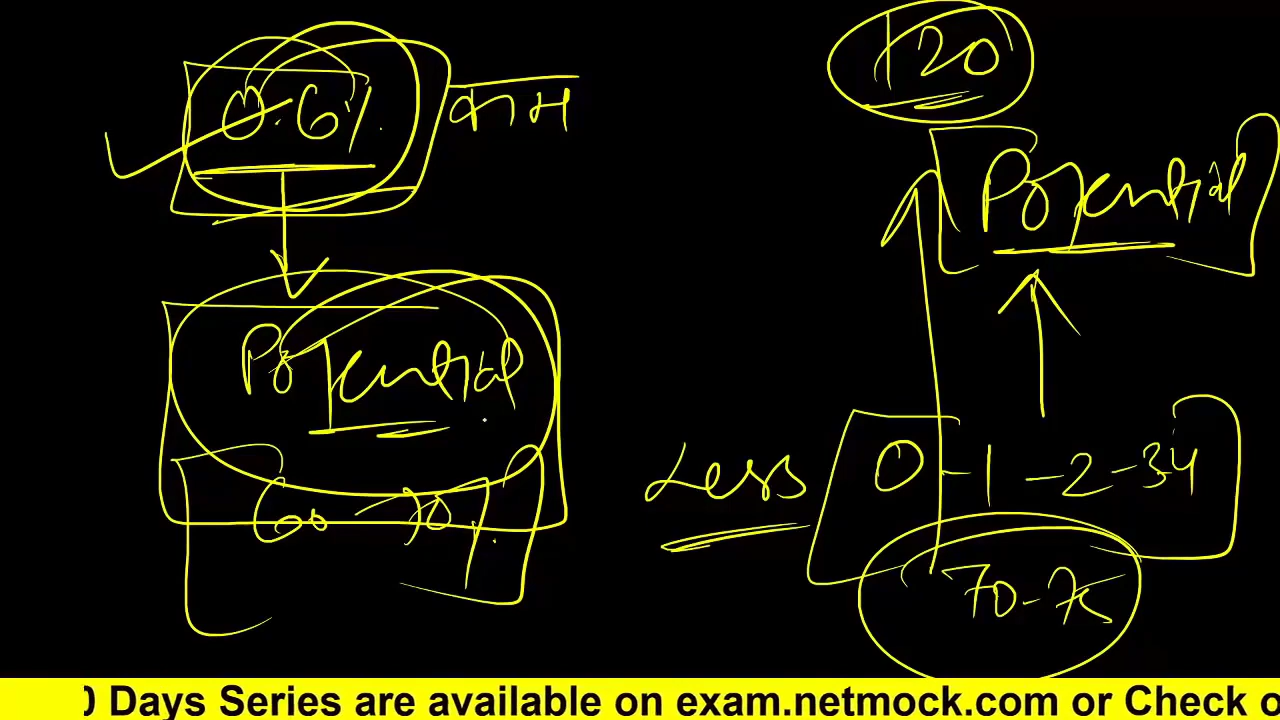 0.6%
काम
Potential
60-70%
120
Potential
Less 0-1-2-34
70-75
0 Days Series are available on exam.netmock.com or Check o